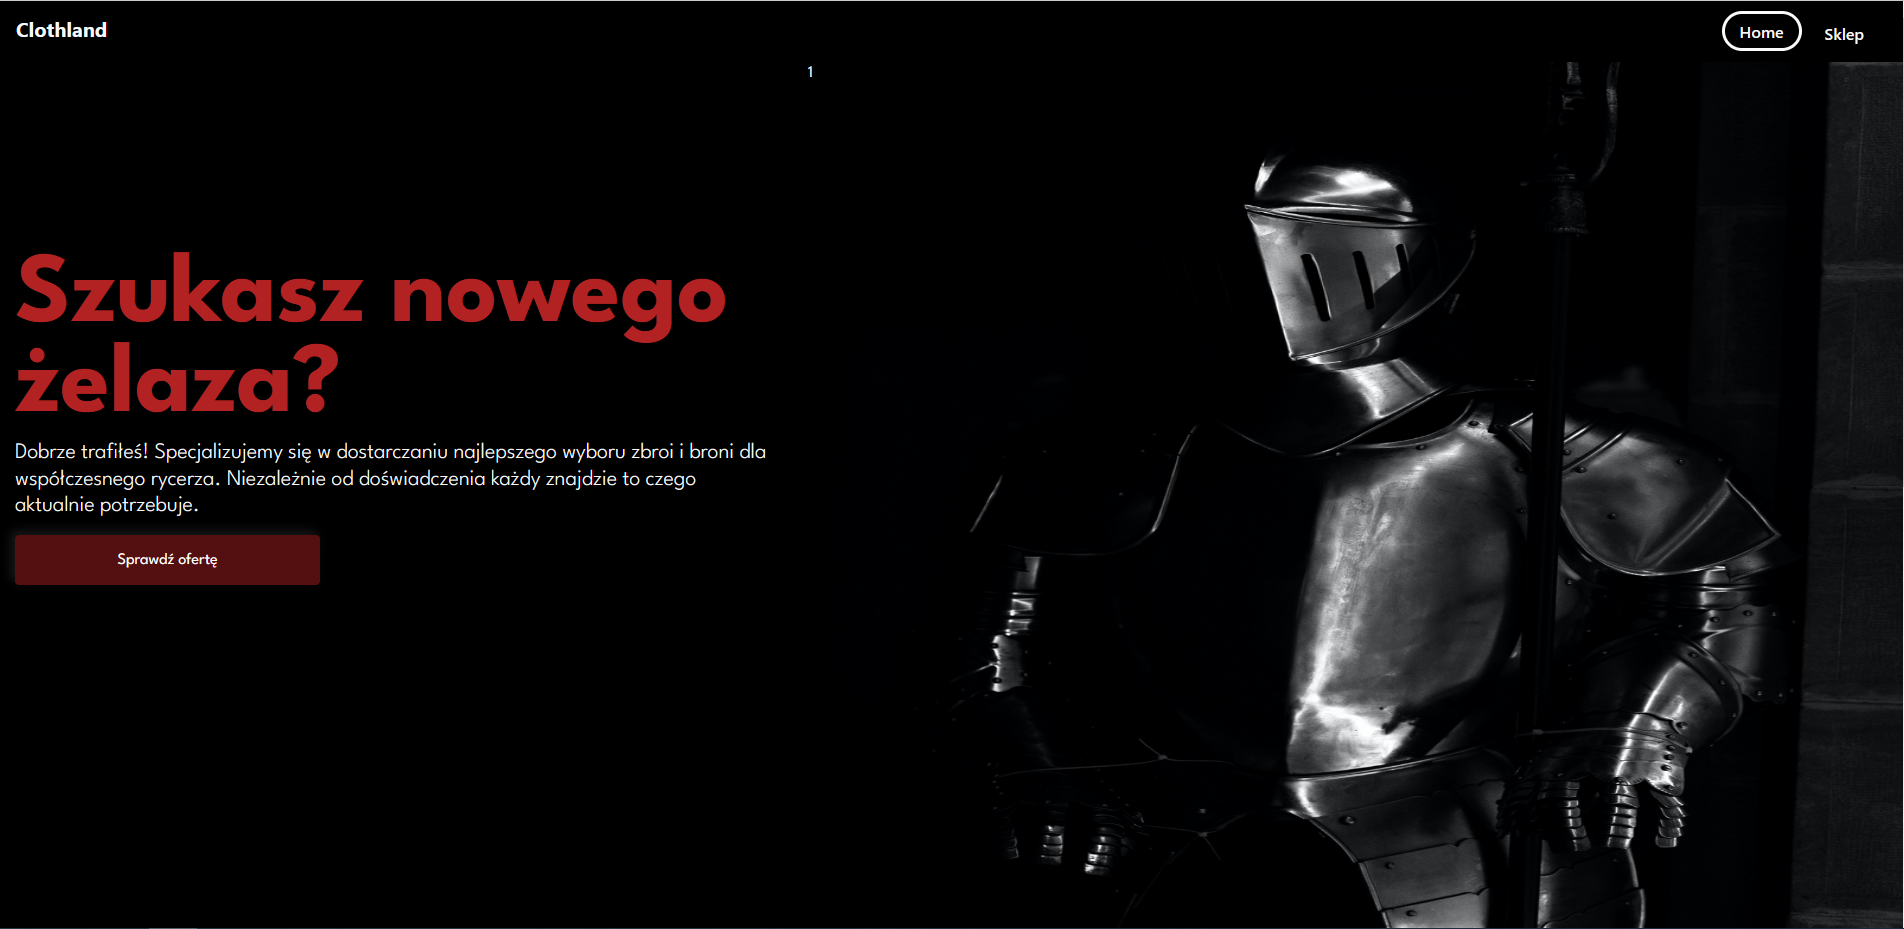 Clothland
Home
Sklep
1
Szukasz nowego
żelaza?
Dobrze trafiłeś! Specjalizujemy się w dostarczaniu najlepszego wyboru zbroi i broni dla
współczesnego rycerza. Niezależnie od doświadczenia każdy znajdzie to czego
aktualnie potrzebuje.
Sprawdź ofertę